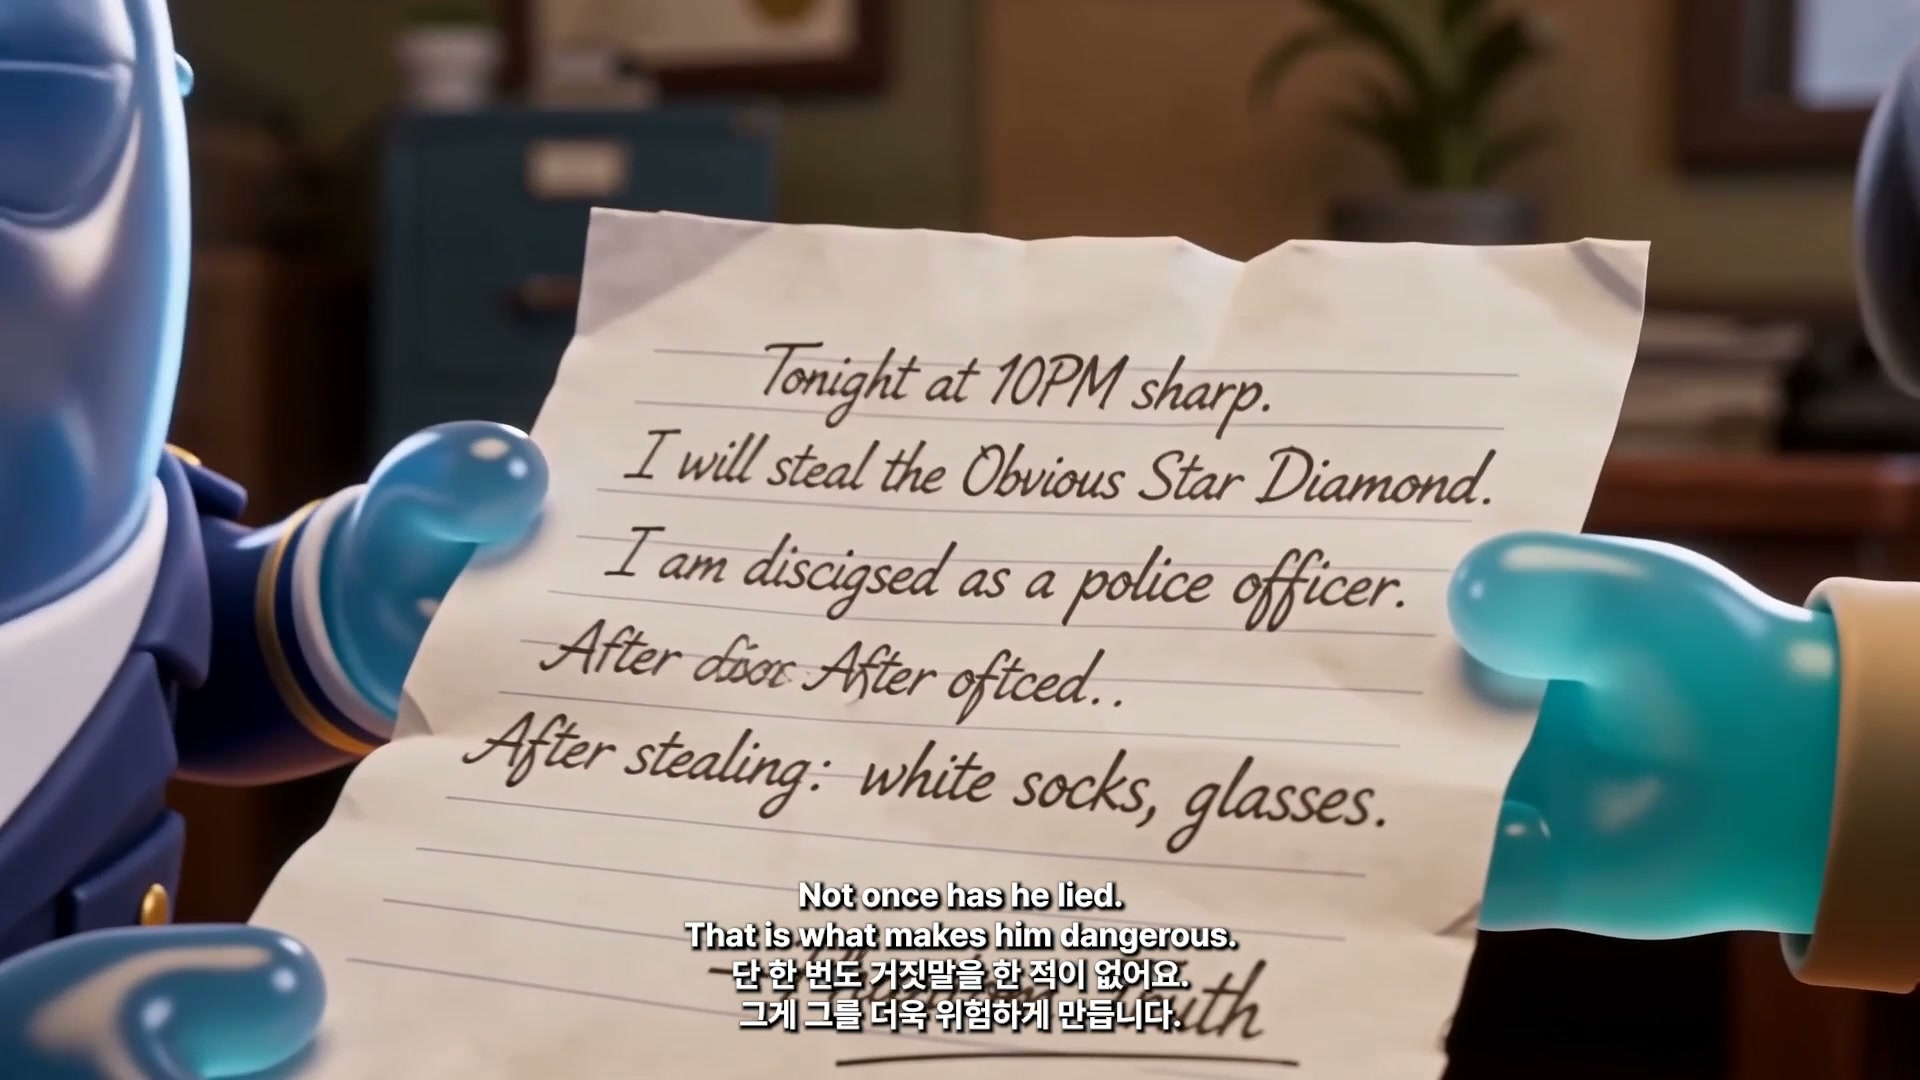 Tonight at 10PM sharp.
I will steal the Obvious Star Diamond.
I am discigsed as a police officer.
After After oftced..
After stealing: white socks, glasses.
Not once has he lied.
That is what makes him dangerous.
단 한 번도 거짓말을 한 적이 없어요.
그게 그를 더욱 위험하게 만듭니다.